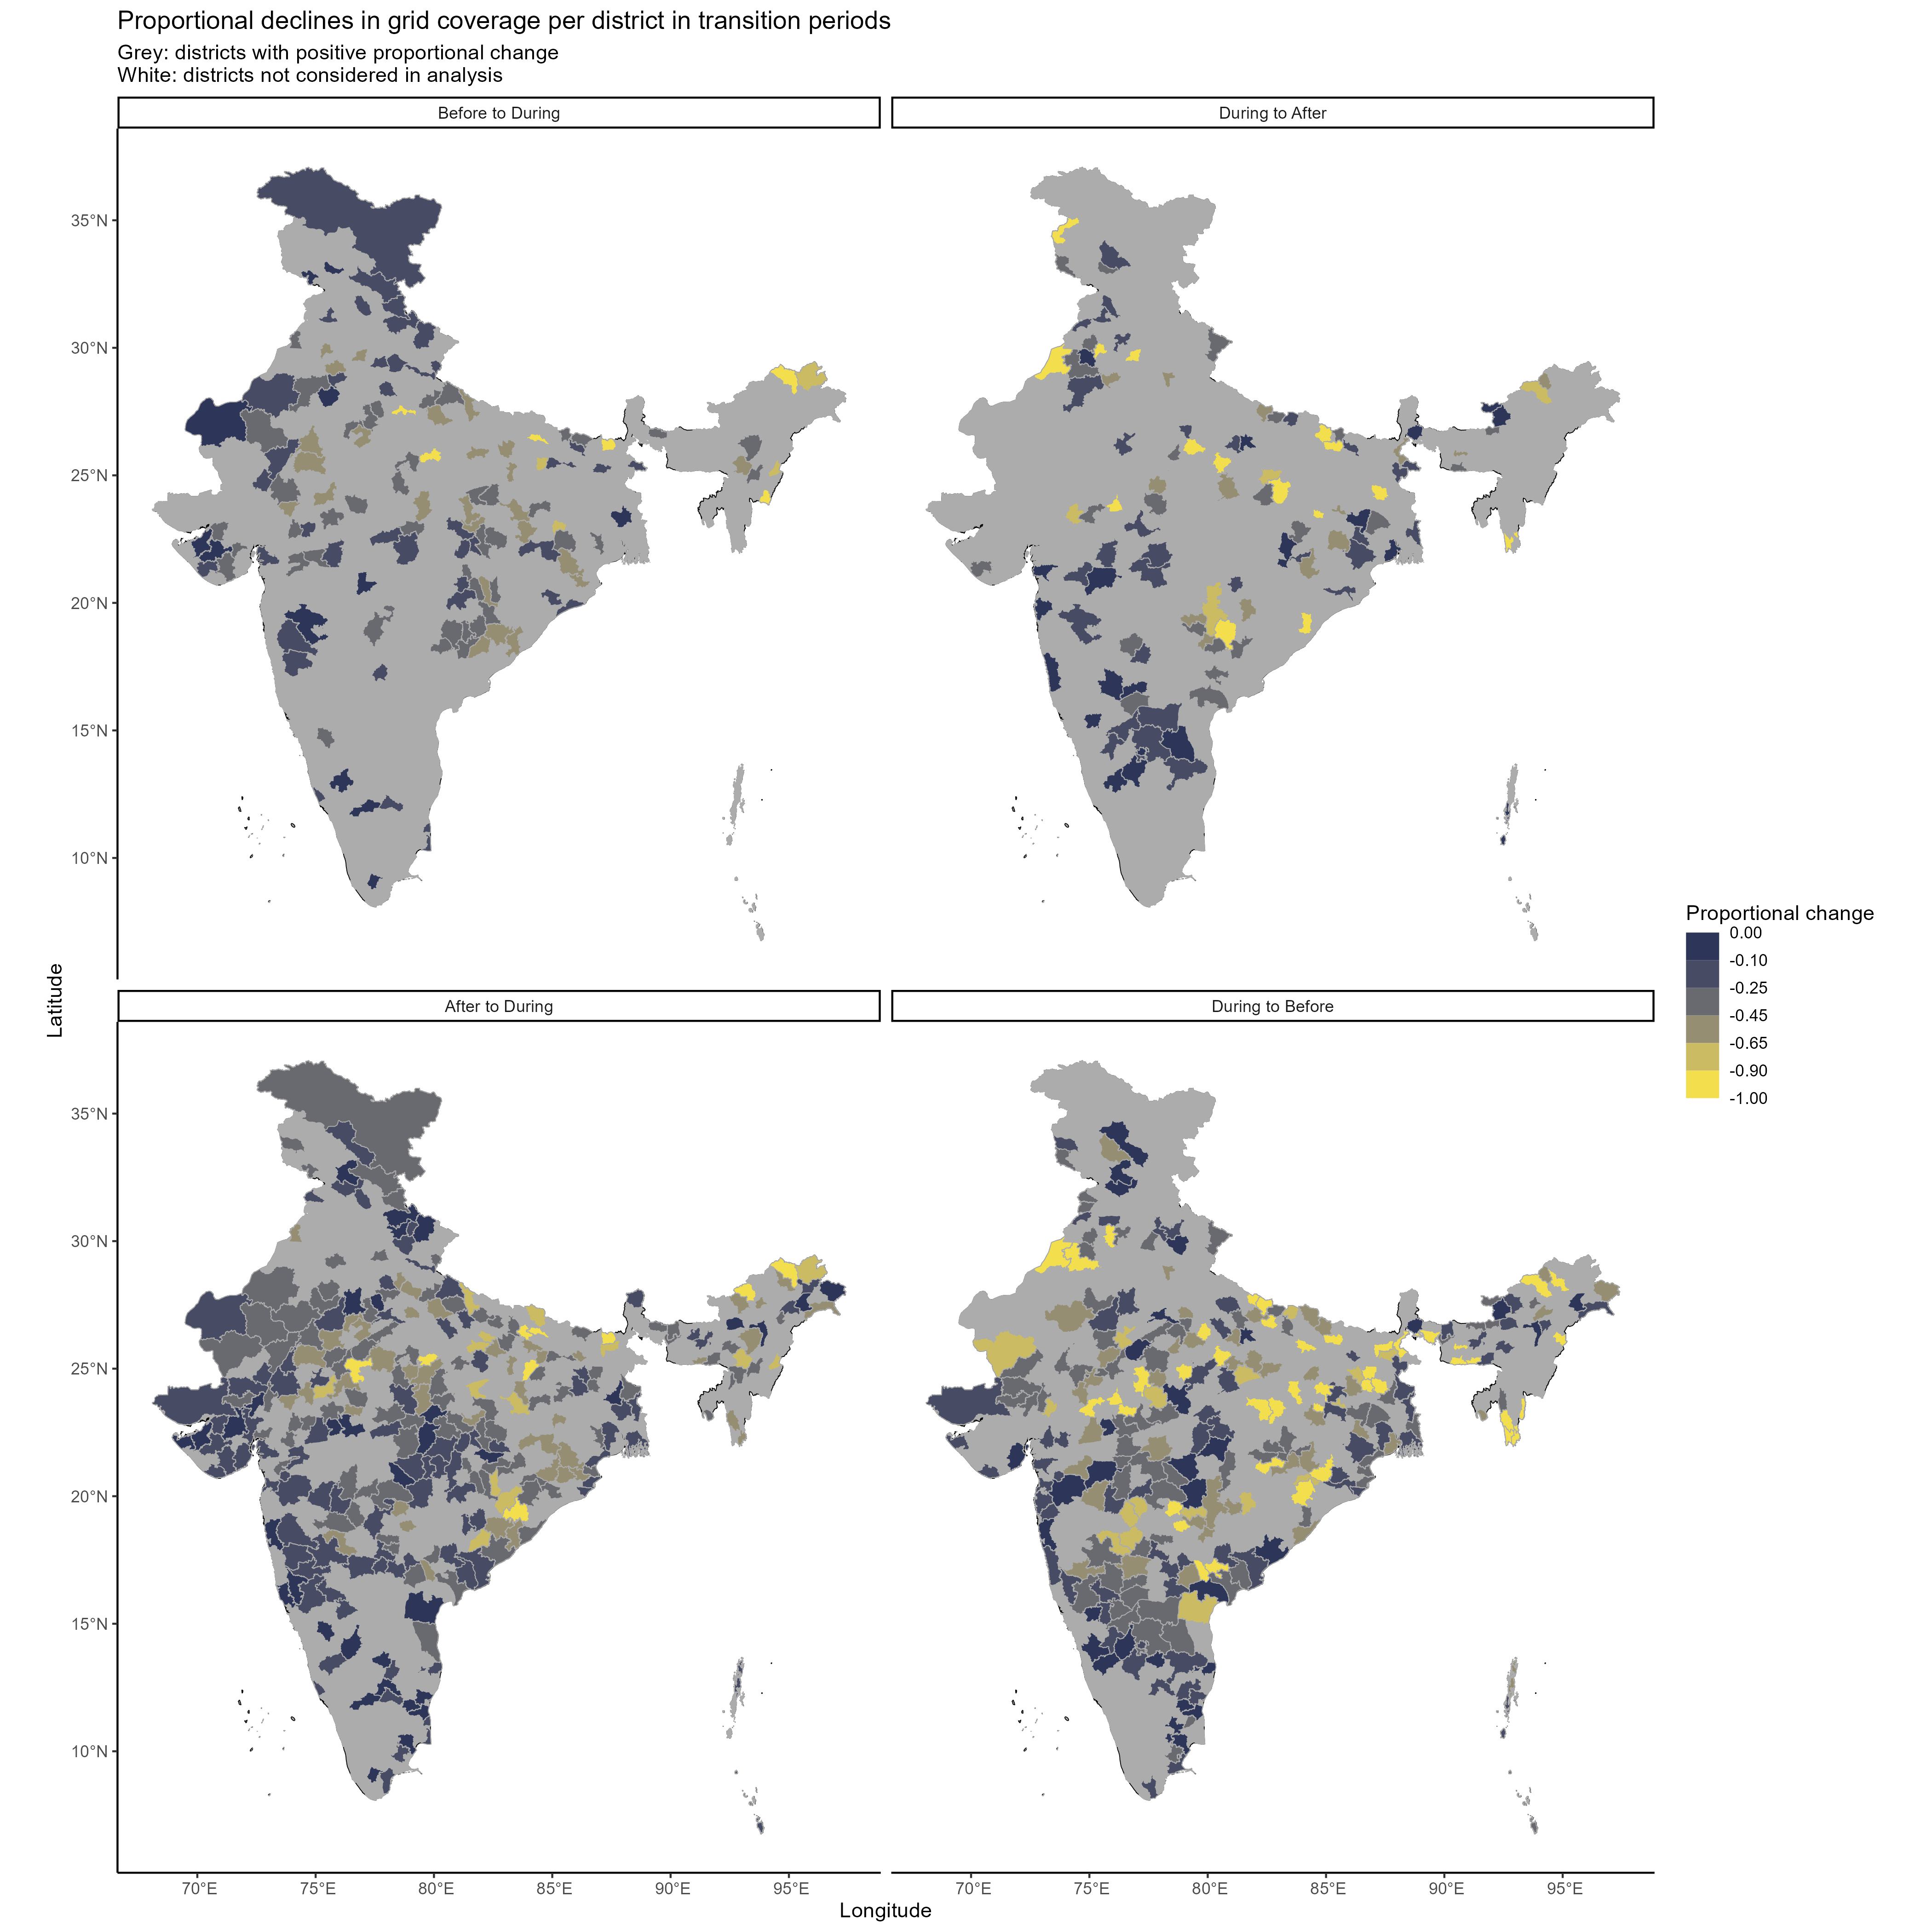 Proportional declines in grid coverage per district in transition periods
Grey: districts with positive proportional change
White: districts not considered in analysis
Before to During
During to After
35°N
30°N
25°N
20°N
15°N
10°N
After to During
During to Before
35°N
30°N
25°N
20°N
15°N
10°N
70°E
75°E
80°E
85°E
90°E
95°E
70°E
75°E
80°E
85°E
90°E
95°E
Longitude
Latitude
Proportional change
0.00
-0.10
-0.25
-0.45
-0.65
-0.90
-1.00